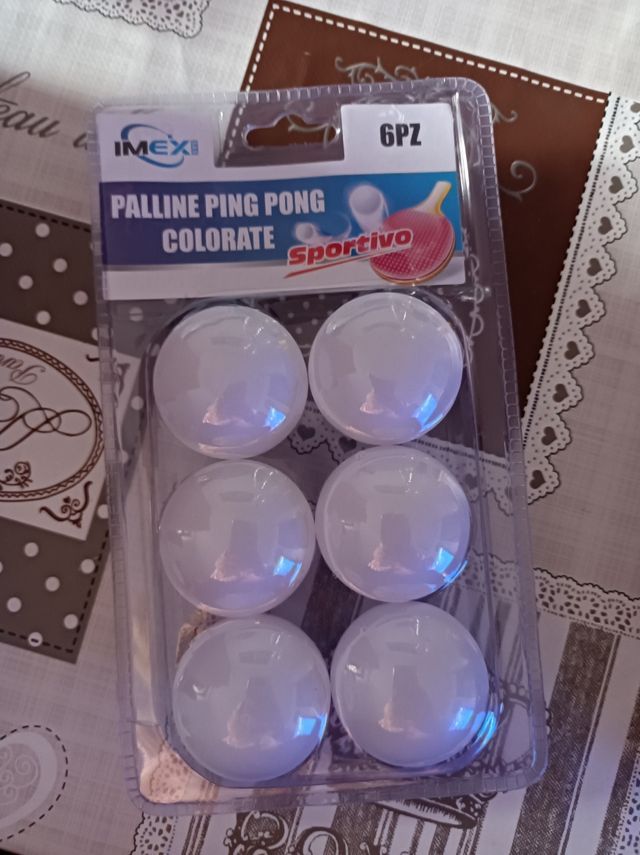 IMEX
6PZ
PALLINE PING PONG
COLORATE
Sportivo